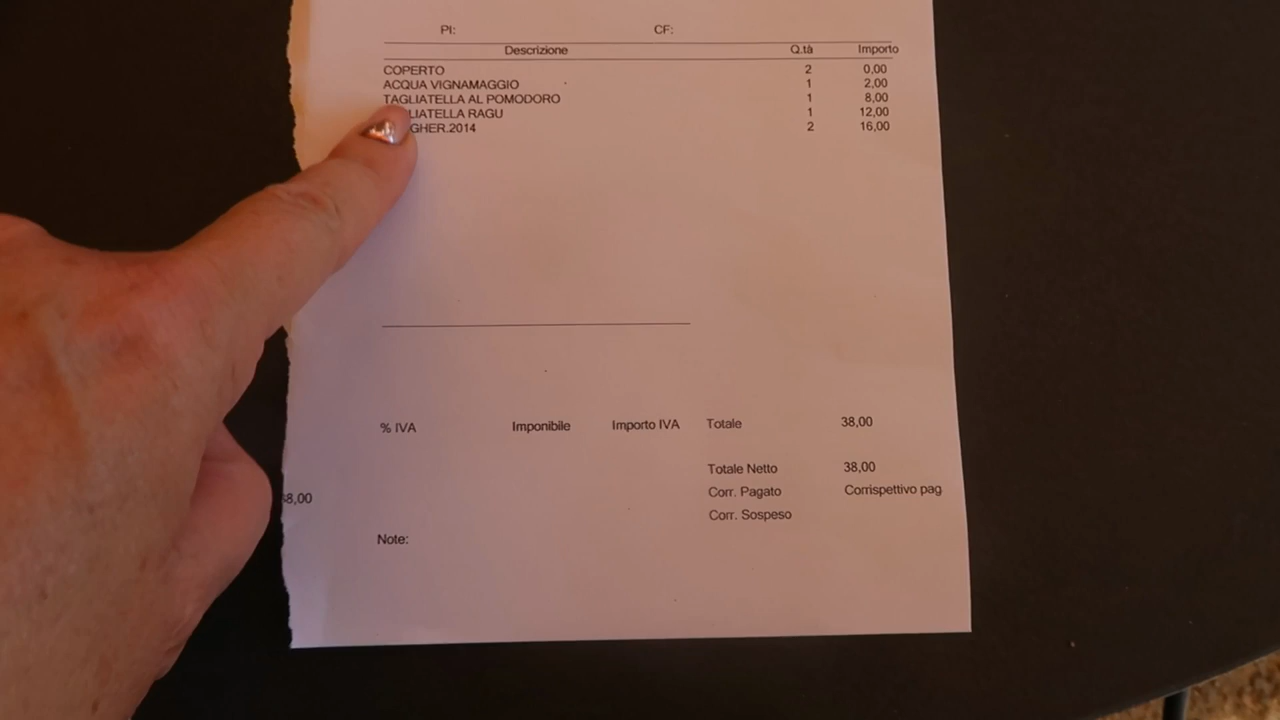 PI: CF:
Descrizione Q.tà Importo
COPERTO 2 0,00
ACQUA VIGNAMAGGIO 1 2,00
TAGLIATELLA AL POMODORO 1 8,00
LIATELLA RAGU 1 12,00
GHER.2014 2 16,00
% IVA Imponibile Importo IVA Totale 38,00
Totale Netto 38,00
Corr. Pagato Corrispettivo pag
8,00
Corr. Sospeso
Note: